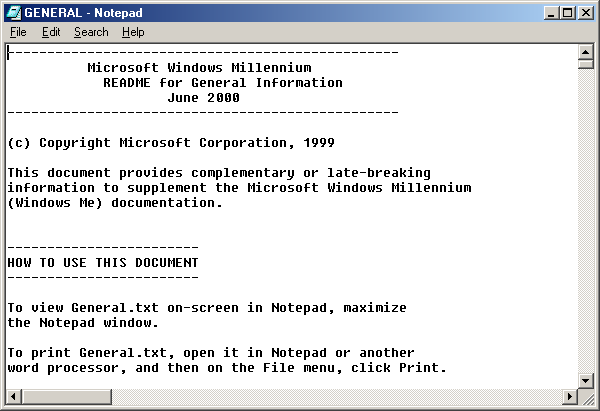 GENERAL - Notepad
File Edit Search Help
-------------------------------------------------
Microsoft Windows Millennium
README for General Information
June 2000
-------------------------------------------------
(c) Copyright Microsoft Corporation, 1999
This document provides complementary or late-breaking
information to supplement the Microsoft Windows Millennium
(Windows Me) documentation.
------------------------
HOW TO USE THIS DOCUMENT
------------------------
To view General.txt on-screen in Notepad, maximize
the Notepad window.
To print General.txt, open it in Notepad or another
word processor, and then on the File menu, click Print.